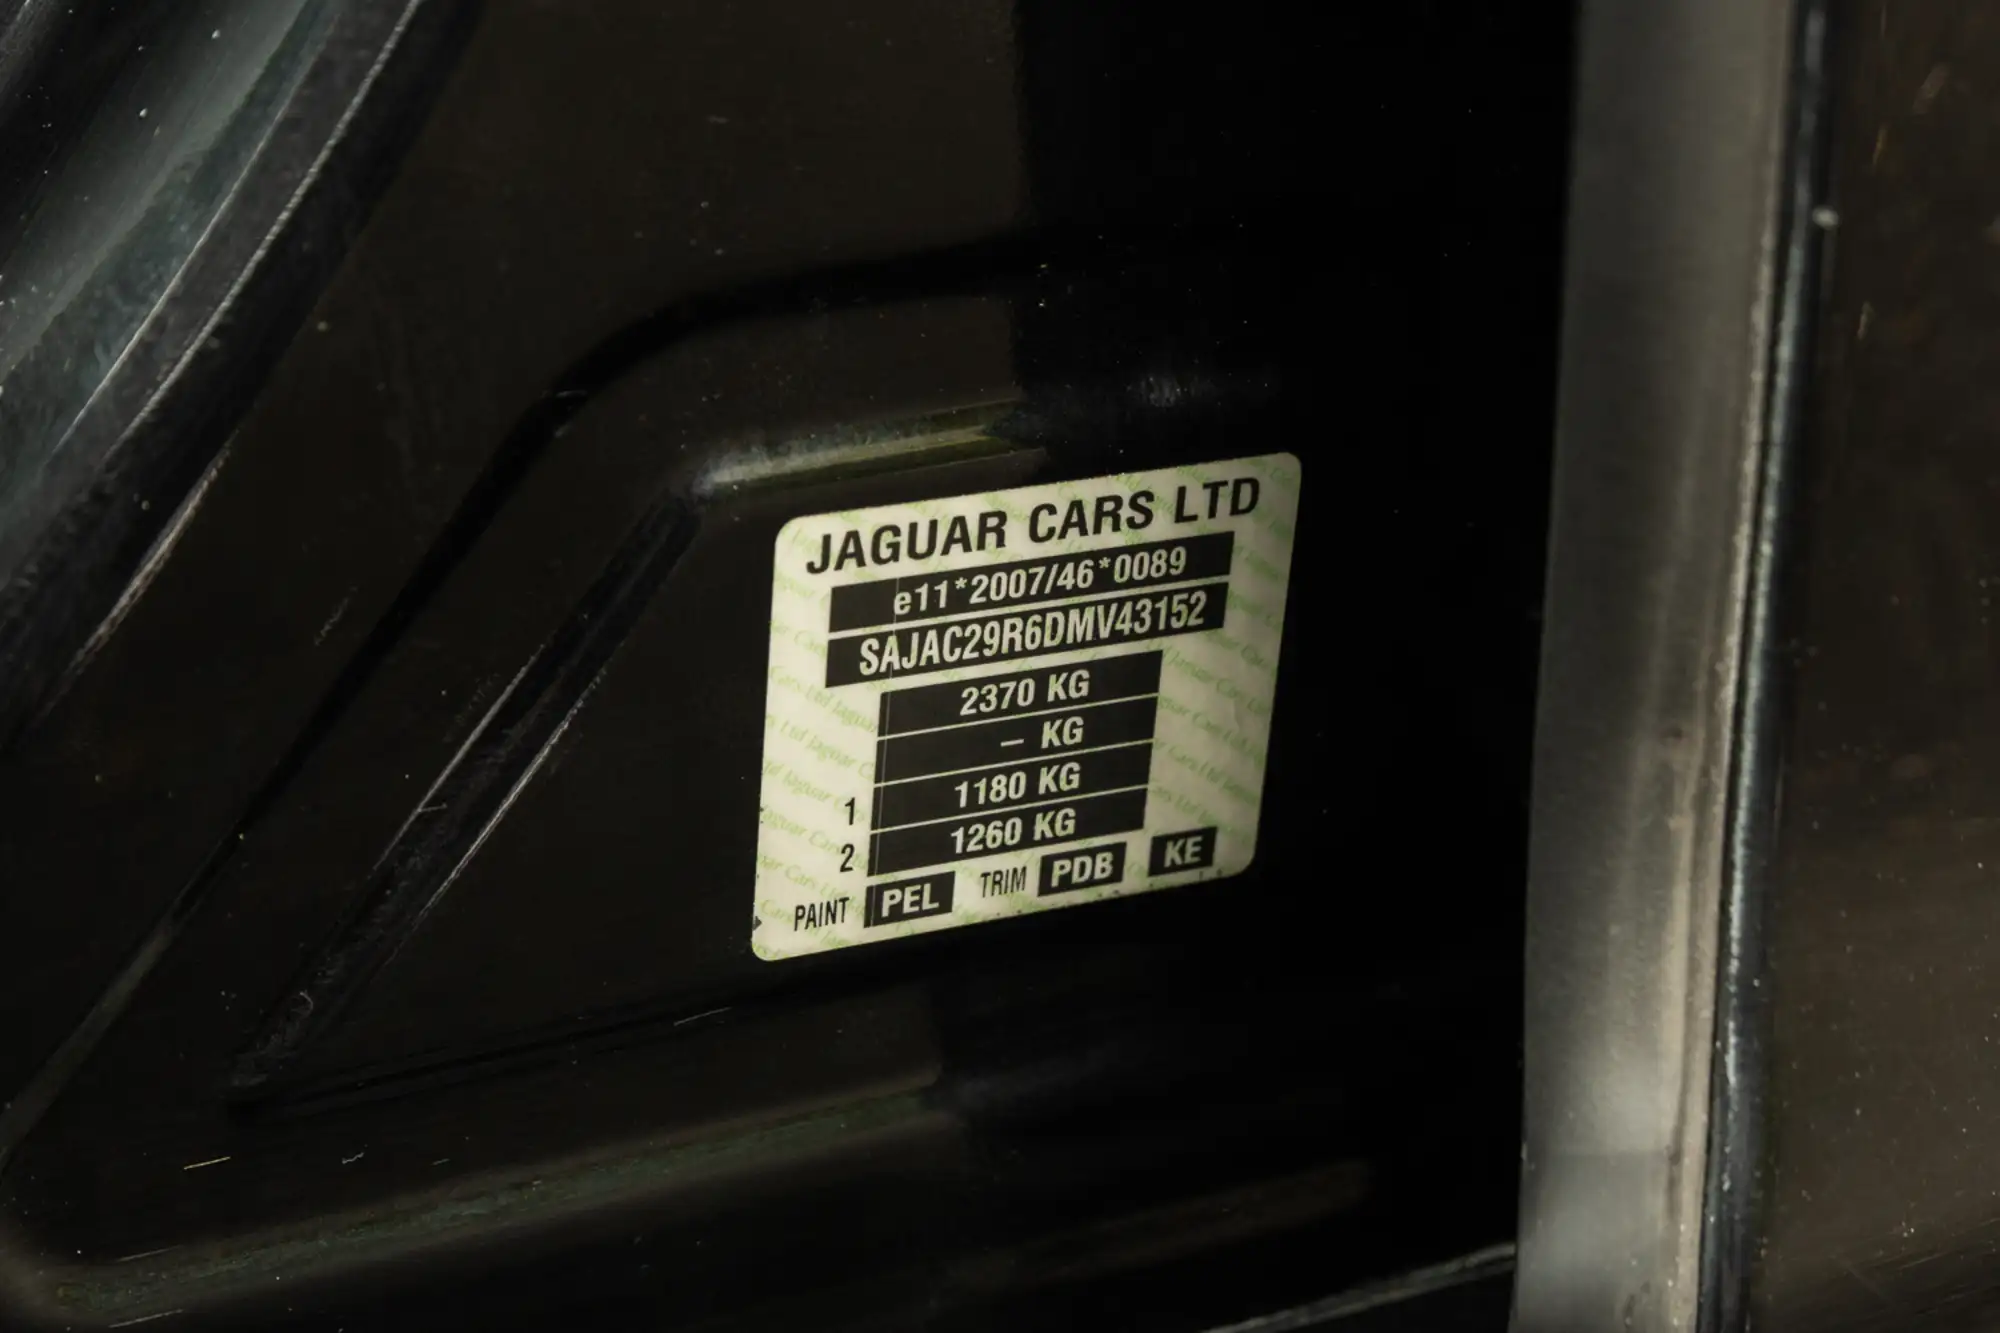 JAGUAR CARS LTD
e11*2007/46*0089
SAJAC29R6DMV43152
2370 KG
– KG
1 1180 KG
2 1260 KG
PAINT PEL TRIM PDB KE